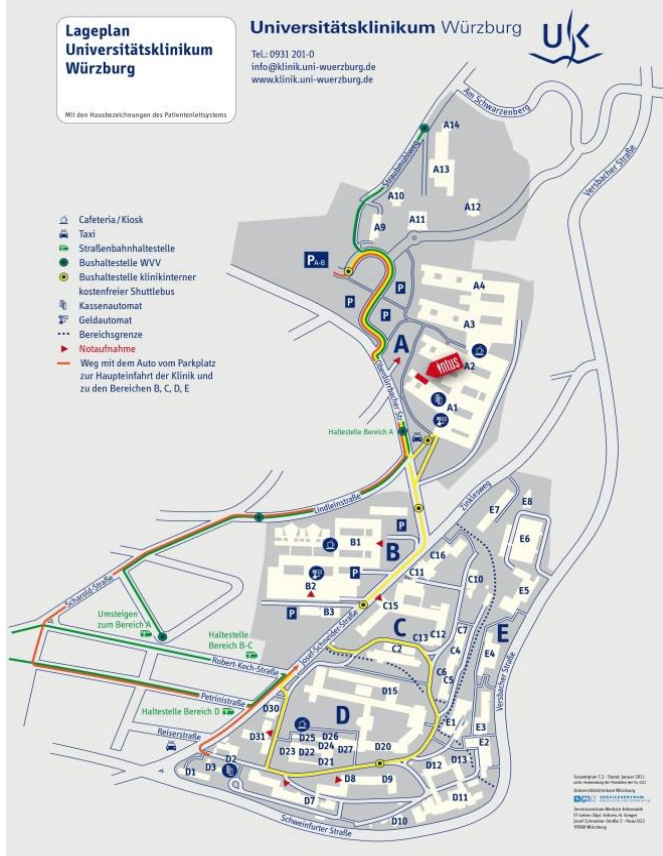 Lageplan
Universitätsklinikum
Würzburg
Mit den Hausbezeichnungen des Patientenleitsystems
Universitätsklinikum Würzburg
Tel.: 0931 201-0
info@klinik.uni-wuerzburg.de
www.klinik.uni-wuerzburg.de
UK
Cafeteria/Kiosk
Taxi
Straßenbahnhaltestelle
Bushaltestelle WVV
Bushaltestelle klinikinterner
kostenfreier Shuttlebus
Kassenautomat
Geldautomat
Bereichsgrenze
Notaufnahme
Weg mit dem Auto vom Parkplatz
zur Haupteinfahrt der Klinik und
zu den Bereichen B, C, D, E
Am Schwarzenberg
Versbacher Straße
Straubmühlweg
A14
A13
A10
A12
A11
A9
PA-B
P
P
P
P
A4
A3
A
A2
Intus
A1
Oberdürrbacher Str.
Haltestelle Bereich A
Lindleinstraße
Zinklesweg
E7
E8
E6
P
B1
B
B2
P
P
B3
C16
C11
C10
C15
E5
Scharold-Straße
Umsteigen
zum Bereich A
Haltestelle
Bereich B-C
Josef-Schneider-Straße
C
C13
C12
C7
C2
C4
C6
C5
E
E4
Versbacher Straße
Robert-Koch-Straße
Petrinistraße
Haltestelle Bereich D
Reiserstraße
D15
D
D30
D31
D25
D26
D24
D23
D22
D27
D21
D20
E1
E3
E2
D1
D3
D2
D7
D8
D9
D12
D13
D11
D10
Schweinfurter Straße
Universitätsklinikum Würzburg